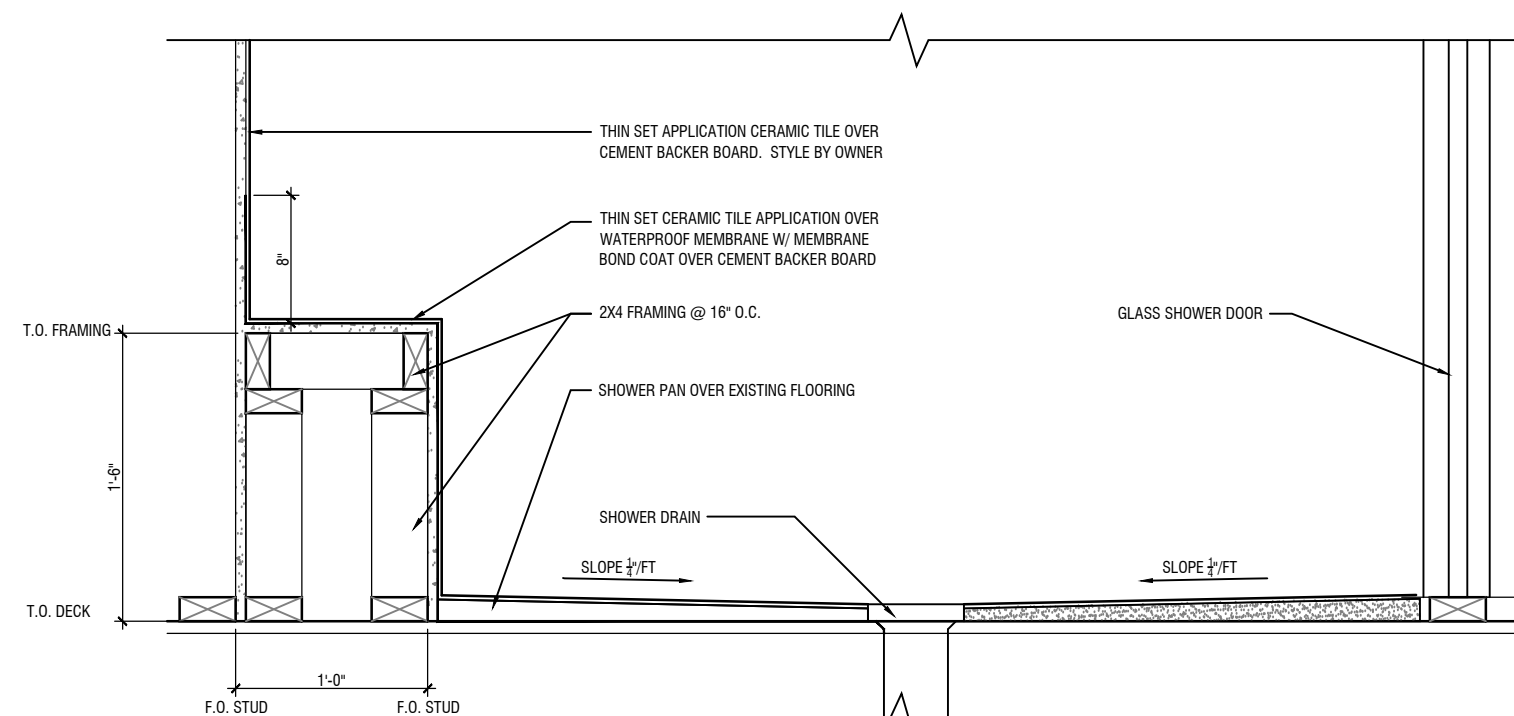 THIN SET APPLICATION CERAMIC TILE OVER
CEMENT BACKER BOARD. STYLE BY OWNER
THIN SET CERAMIC TILE APPLICATION OVER
WATERPROOF MEMBRANE W/ MEMBRANE
BOND COAT OVER CEMENT BACKER BOARD
8"
2X4 FRAMING @ 16" O.C.
GLASS SHOWER DOOR
T.O. FRAMING
SHOWER PAN OVER EXISTING FLOORING
1'-6"
SHOWER DRAIN
SLOPE 1/4"/FT
SLOPE 1/4"/FT
T.O. DECK
1'-0"
F.O. STUD
F.O. STUD